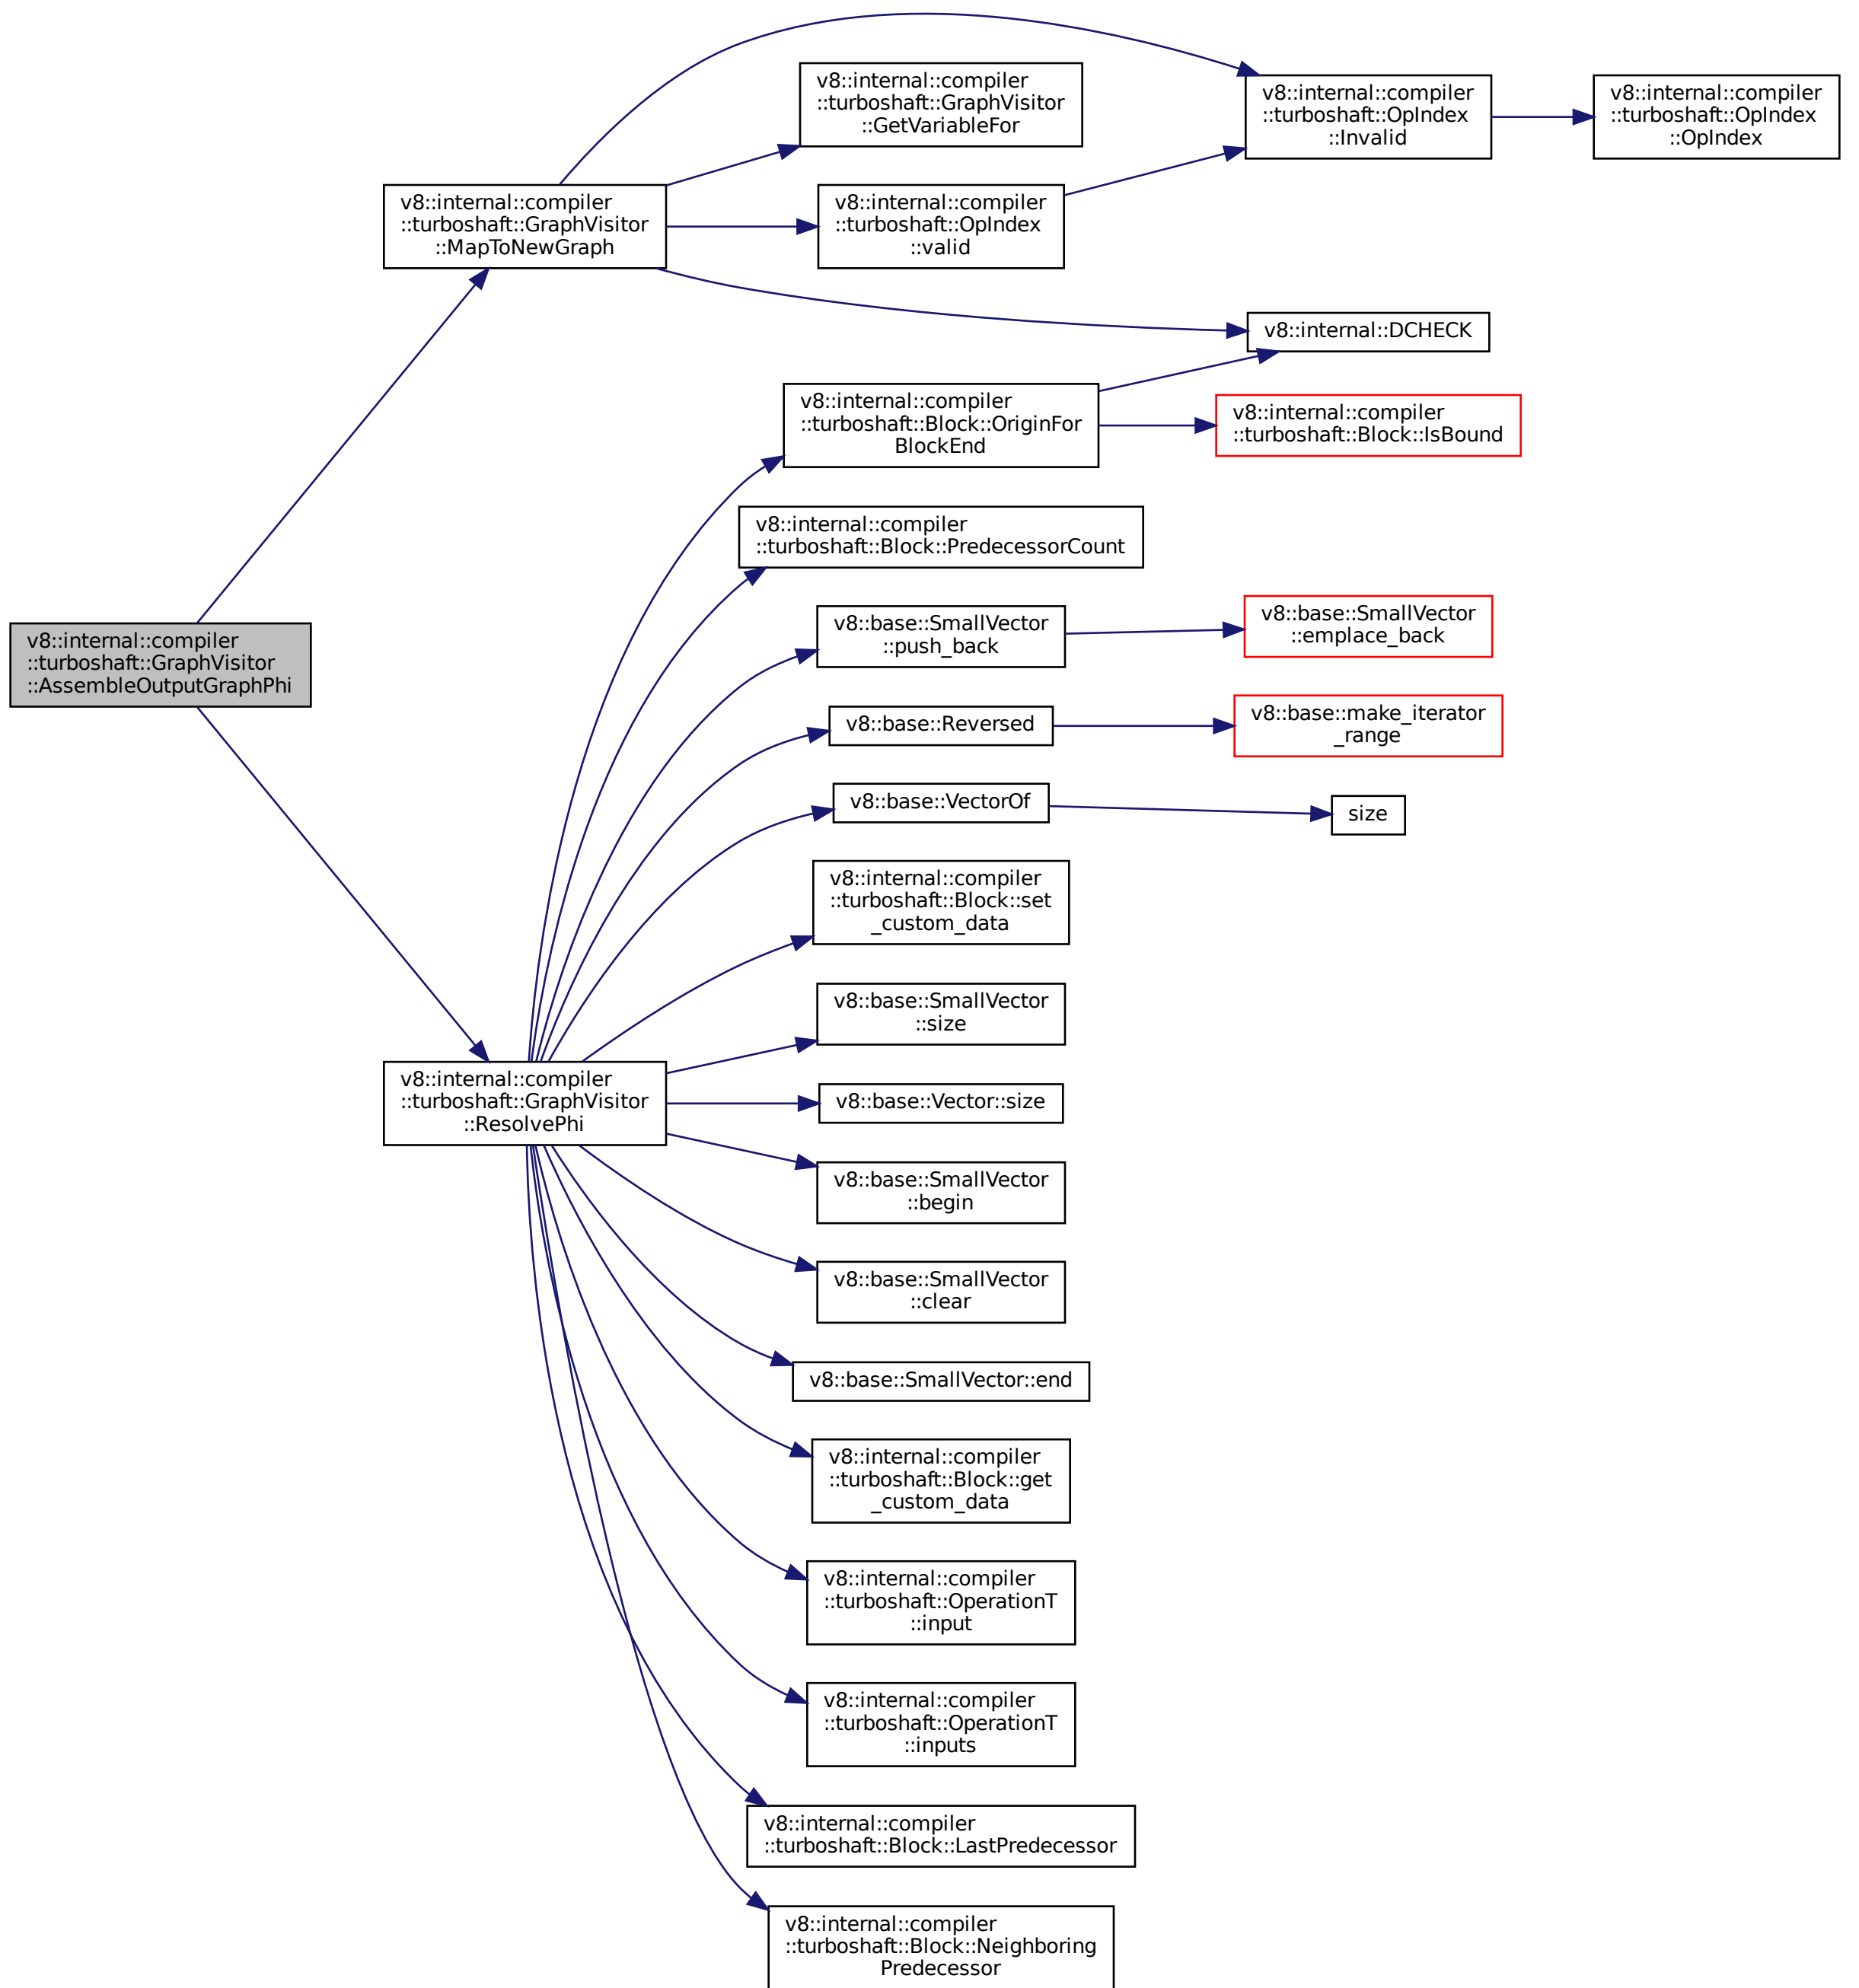 v8::internal::compiler
::turboshaft::GraphVisitor
::AssembleOutputGraphPhi
v8::internal::compiler
::turboshaft::GraphVisitor
::MapToNewGraph
v8::internal::compiler
::turboshaft::GraphVisitor
::GetVariableFor
v8::internal::compiler
::turboshaft::OpIndex
::Invalid
v8::internal::compiler
::turboshaft::OpIndex
::OpIndex
v8::internal::compiler
::turboshaft::OpIndex
::valid
v8::internal::DCHECK
v8::internal::compiler
::turboshaft::Block::OriginFor
BlockEnd
v8::internal::compiler
::turboshaft::Block::IsBound
v8::internal::compiler
::turboshaft::Block::PredecessorCount
v8::base::SmallVector
::push_back
v8::base::SmallVector
::emplace_back
v8::base::Reversed
v8::base::make_iterator
_range
v8::base::VectorOf
size
v8::internal::compiler
::turboshaft::Block::set
_custom_data
v8::base::SmallVector
::size
v8::internal::compiler
::turboshaft::GraphVisitor
::ResolvePhi
v8::base::Vector::size
v8::base::SmallVector
::begin
v8::base::SmallVector
::clear
v8::base::SmallVector::end
v8::internal::compiler
::turboshaft::Block::get
_custom_data
v8::internal::compiler
::turboshaft::OperationT
::input
v8::internal::compiler
::turboshaft::OperationT
::inputs
v8::internal::compiler
::turboshaft::Block::LastPredecessor
v8::internal::compiler
::turboshaft::Block::Neighboring
Predecessor